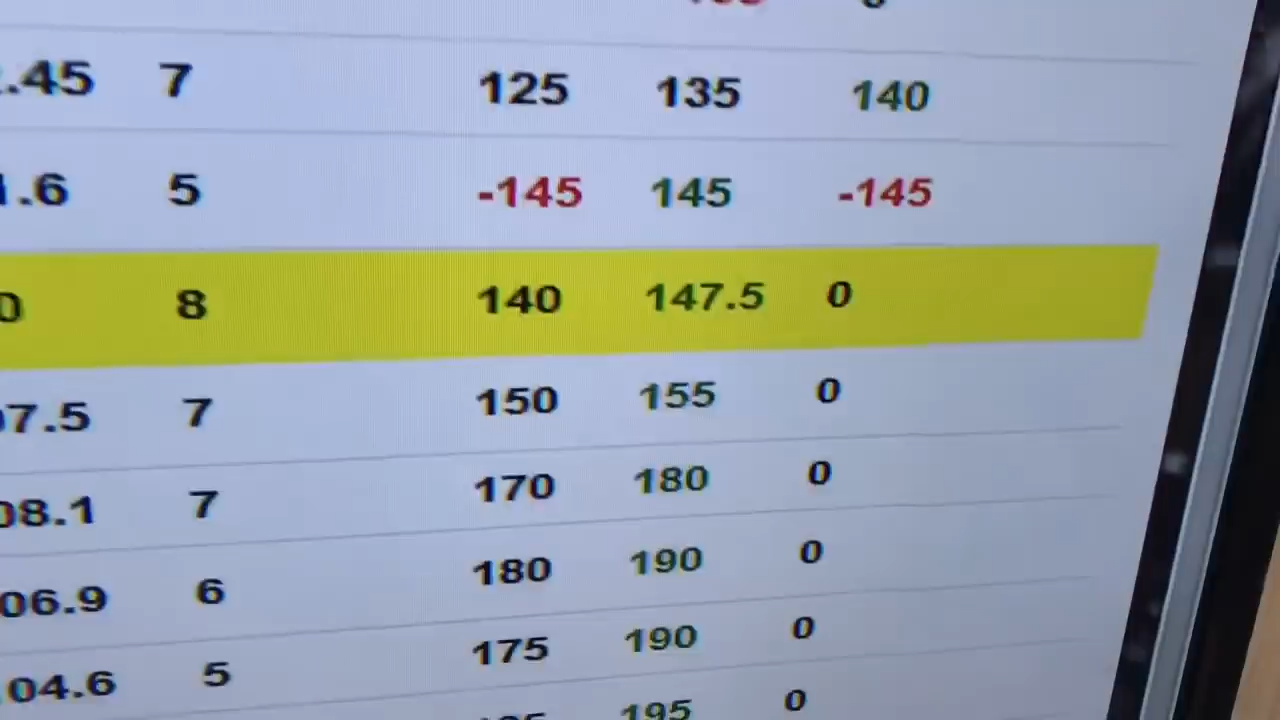 .45 7 125 135 140
.6 5 -145 145 -145
0 8 140 147.5 0
7.5 7 150 155 0
08.1 7 170 180 0
06.9 6 180 190 0
04.6 5 175 190 0
195 0